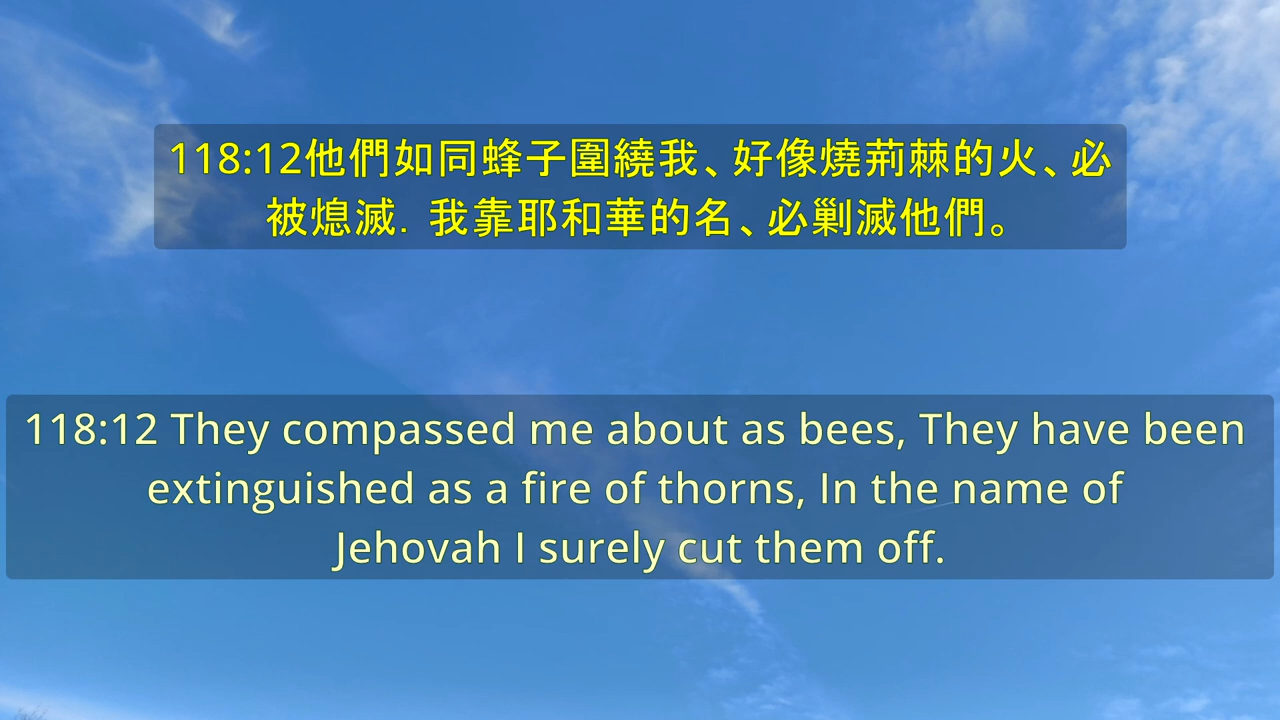 118:12他們如同蜂子圍繞我、好像燒荊棘的火、必
被熄滅．我靠耶和華的名、必剿滅他們。
118:12 They compassed me about as bees, They have been
extinguished as a fire of thorns, In the name of
Jehovah I surely cut them off.